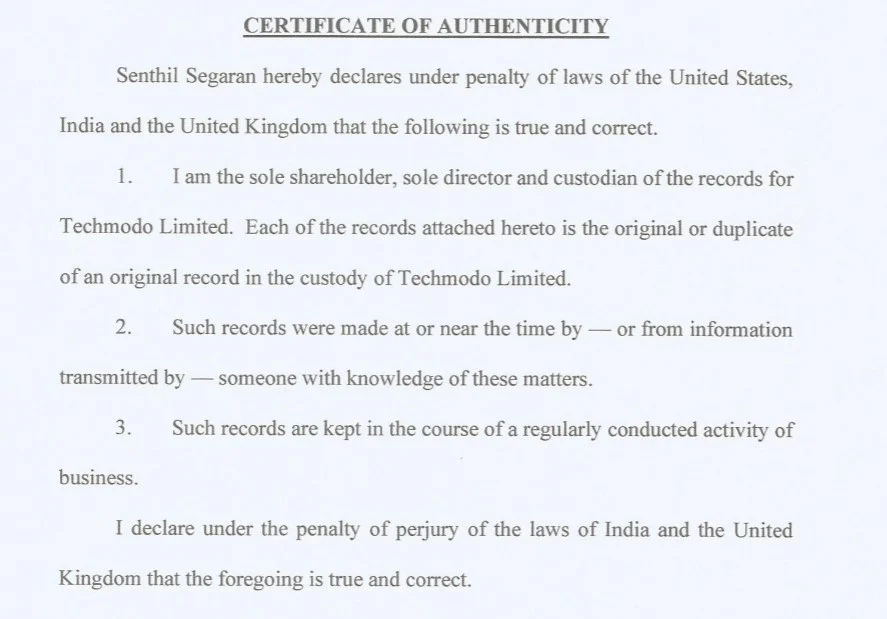 CERTIFICATE OF AUTHENTICITY
Senthil Segaran hereby declares under penalty of laws of the United States,
India and the United Kingdom that the following is true and correct.
1. I am the sole shareholder, sole director and custodian of the records for
Techmodo Limited. Each of the records attached hereto is the original or duplicate
of an original record in the custody of Techmodo Limited.
2. Such records were made at or near the time by — or from information
transmitted by — someone with knowledge of these matters.
3. Such records are kept in the course of a regularly conducted activity of
business.
I declare under the penalty of perjury of the laws of India and the United
Kingdom that the foregoing is true and correct.